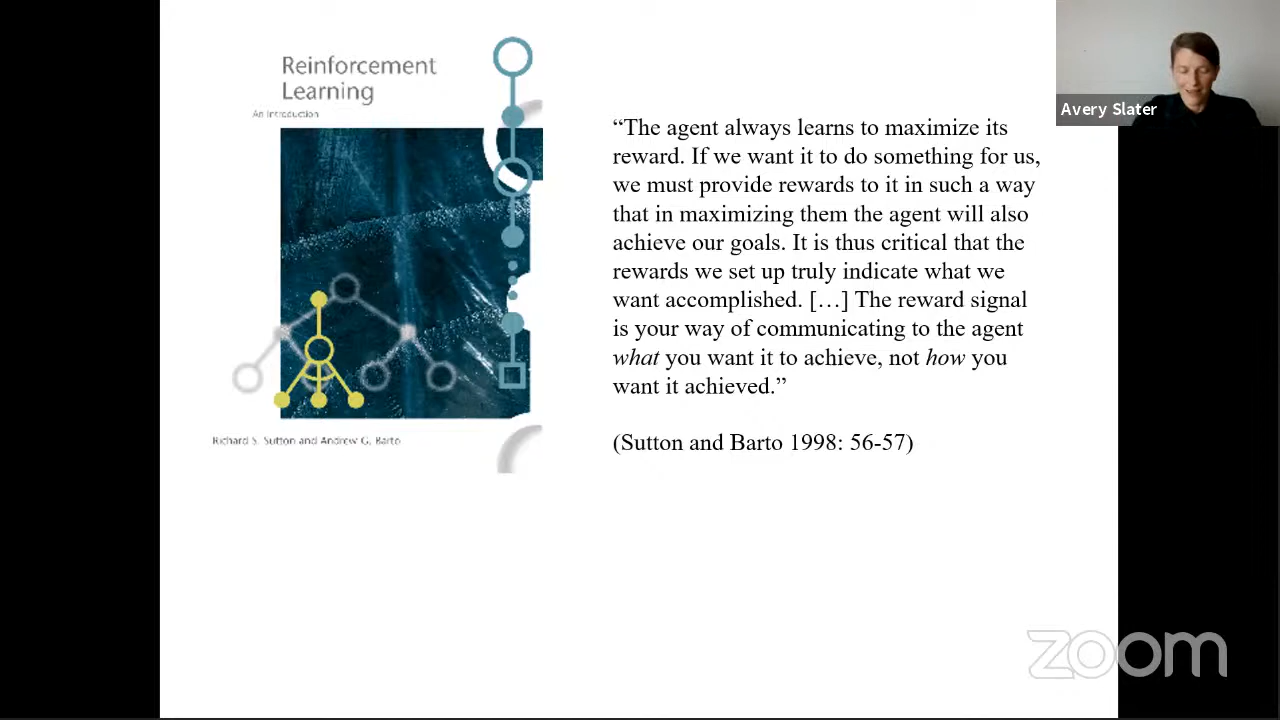 Reinforcement
Learning
An Introduction
Richard S. Sutton and Andrew G. Barto
“The agent always learns to maximize its
reward. If we want it to do something for us,
we must provide rewards to it in such a way
that in maximizing them the agent will also
achieve our goals. It is thus critical that the
rewards we set up truly indicate what we
want accomplished. […] The reward signal
is your way of communicating to the agent
what you want it to achieve, not how you
want it achieved.”
(Sutton and Barto 1998: 56-57)
Avery Slater
zoom